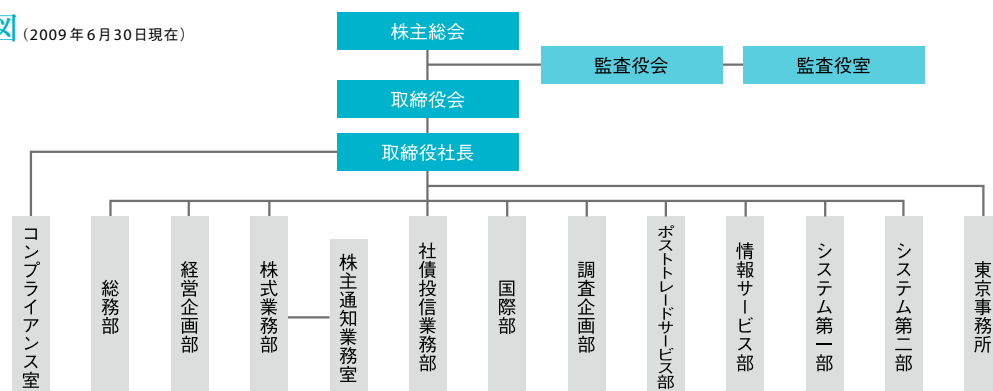 図（2009年6月30日現在）
株主総会
監査役会
監査役室
取締役会
取締役社長
コンプライアンス室
総務部
経営企画部
株式業務部
株主通知業務室
社債投信業務部
国際部
調査企画部
ポストトレードサービス部
情報サービス部
システム第一部
システム第二部
東京事務所